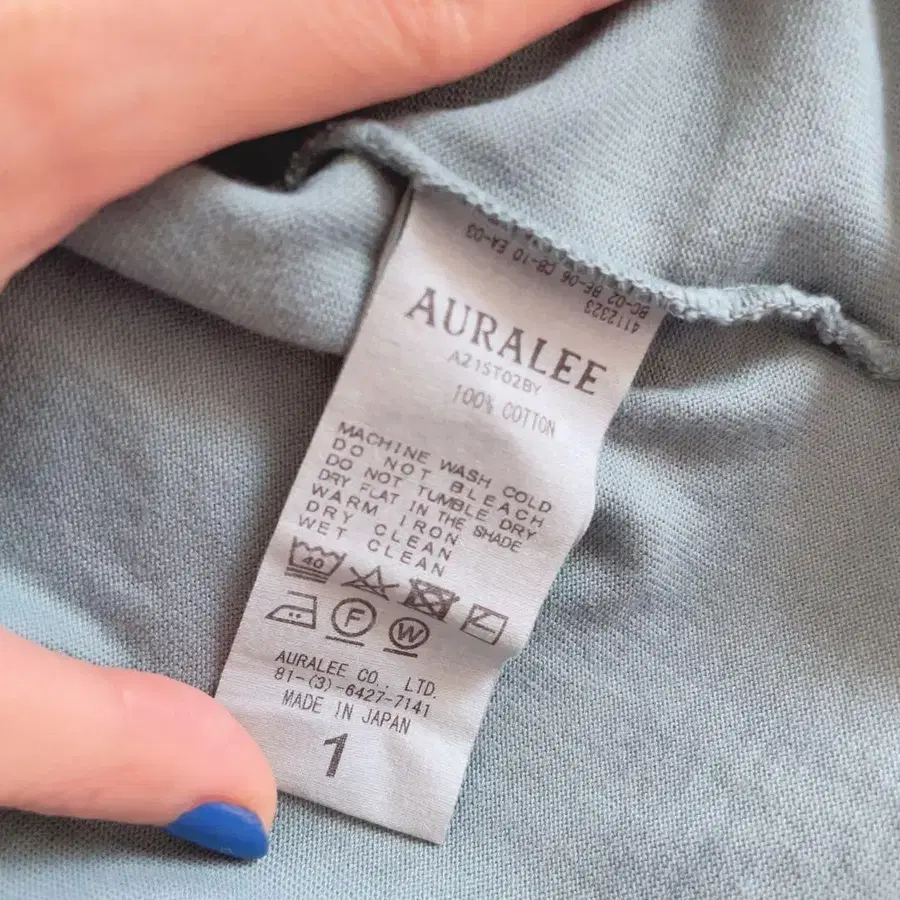 4112323
BC-02 BE-06 CB-10 EA-03
AURALEE
A21ST02BY
100% COTTON
MACHINE WASH COLD
DO NOT BLEACH
DO NOT TUMBLE DRY
DRY FLAT IN THE SHADE
WARM IRON
DRY CLEAN
WET CLEAN
40
F
W
AURALEE CO., LTD.
81-(3)-6427-7141
MADE IN JAPAN
1